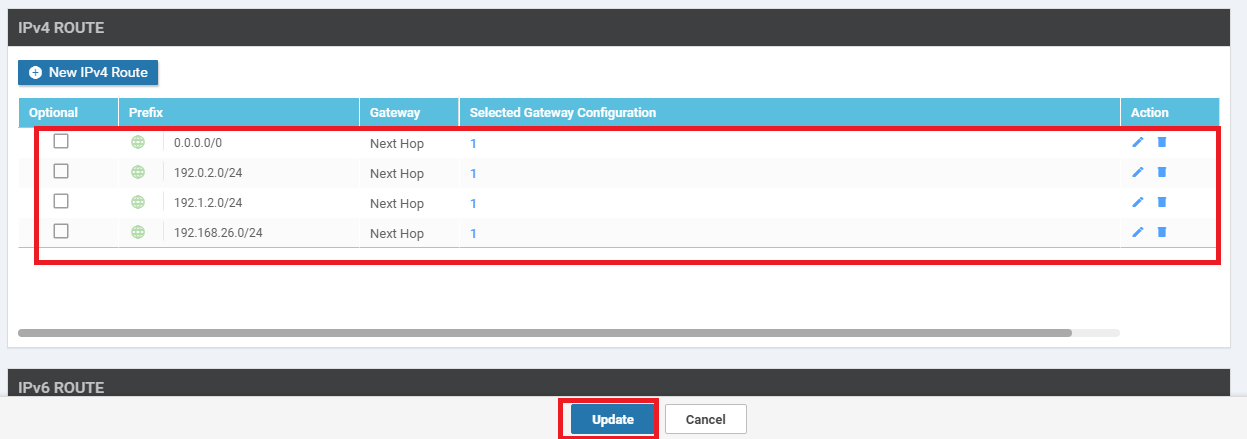 IPv4 ROUTE
New IPv4 Route
Optional Prefix Gateway Selected Gateway Configuration Action
0.0.0.0/0 Next Hop 1
192.0.2.0/24 Next Hop 1
192.1.2.0/24 Next Hop 1
192.168.26.0/24 Next Hop 1
IPv6 ROUTE
Update Cancel